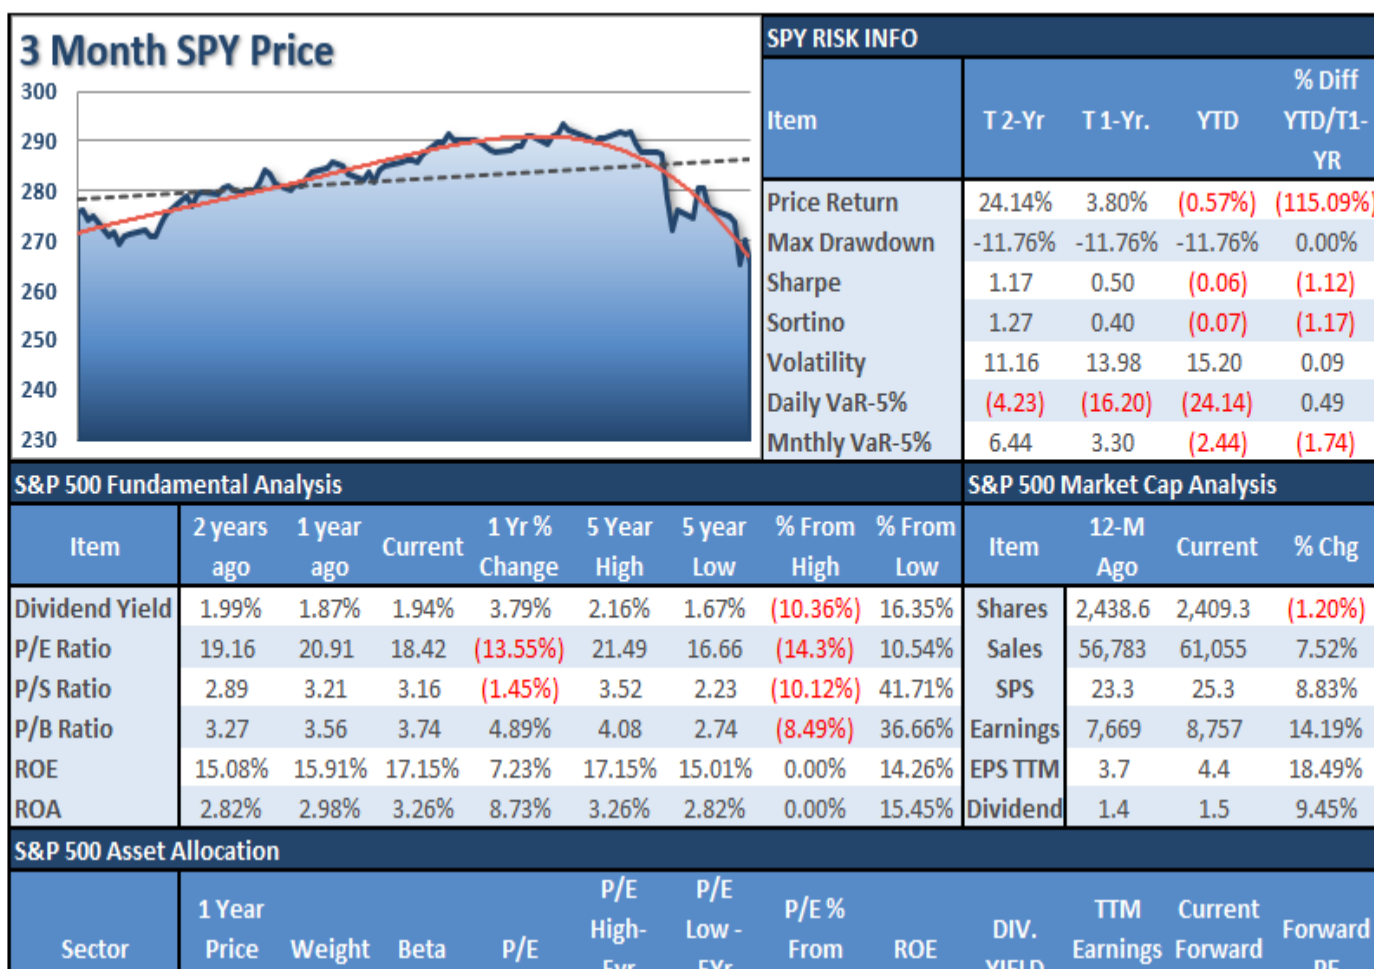 3 Month SPY Price
300
290
280
270
260
250
240
230
SPY RISK INFO
Item T 2-Yr T 1-Yr. YTD % Diff YTD/T1-YR
Price Return 24.14% 3.80% (0.57%) (115.09%)
Max Drawdown -11.76% -11.76% -11.76% 0.00%
Sharpe 1.17 0.50 (0.06) (1.12)
Sortino 1.27 0.40 (0.07) (1.17)
Volatility 11.16 13.98 15.20 0.09
Daily VaR-5% (4.23) (16.20) (24.14) 0.49
Mnthly VaR-5% 6.44 3.30 (2.44) (1.74)
S&P 500 Fundamental Analysis
Item 2 years ago 1 year ago Current 1 Yr % Change 5 Year High 5 year Low % From High % From Low
Dividend Yield 1.99% 1.87% 1.94% 3.79% 2.16% 1.67% (10.36%) 16.35%
P/E Ratio 19.16 20.91 18.42 (13.55%) 21.49 16.66 (14.3%) 10.54%
P/S Ratio 2.89 3.21 3.16 (1.45%) 3.52 2.23 (10.12%) 41.71%
P/B Ratio 3.27 3.56 3.74 4.89% 4.08 2.74 (8.49%) 36.66%
ROE 15.08% 15.91% 17.15% 7.23% 17.15% 15.01% 0.00% 14.26%
ROA 2.82% 2.98% 3.26% 8.73% 3.26% 2.82% 0.00% 15.45%
S&P 500 Market Cap Analysis
Item 12-M Ago Current % Chg
Shares 2,438.6 2,409.3 (1.20%)
Sales 56,783 61,055 7.52%
SPS 23.3 25.3 8.83%
Earnings 7,669 8,757 14.19%
EPS TTM 3.7 4.4 18.49%
Dividend 1.4 1.5 9.45%
S&P 500 Asset Allocation
Sector 1 Year Price Weight Beta P/E P/E High- P/E Low - P/E % From ROE DIV. YIELD TTM Earnings Current Forward Forward